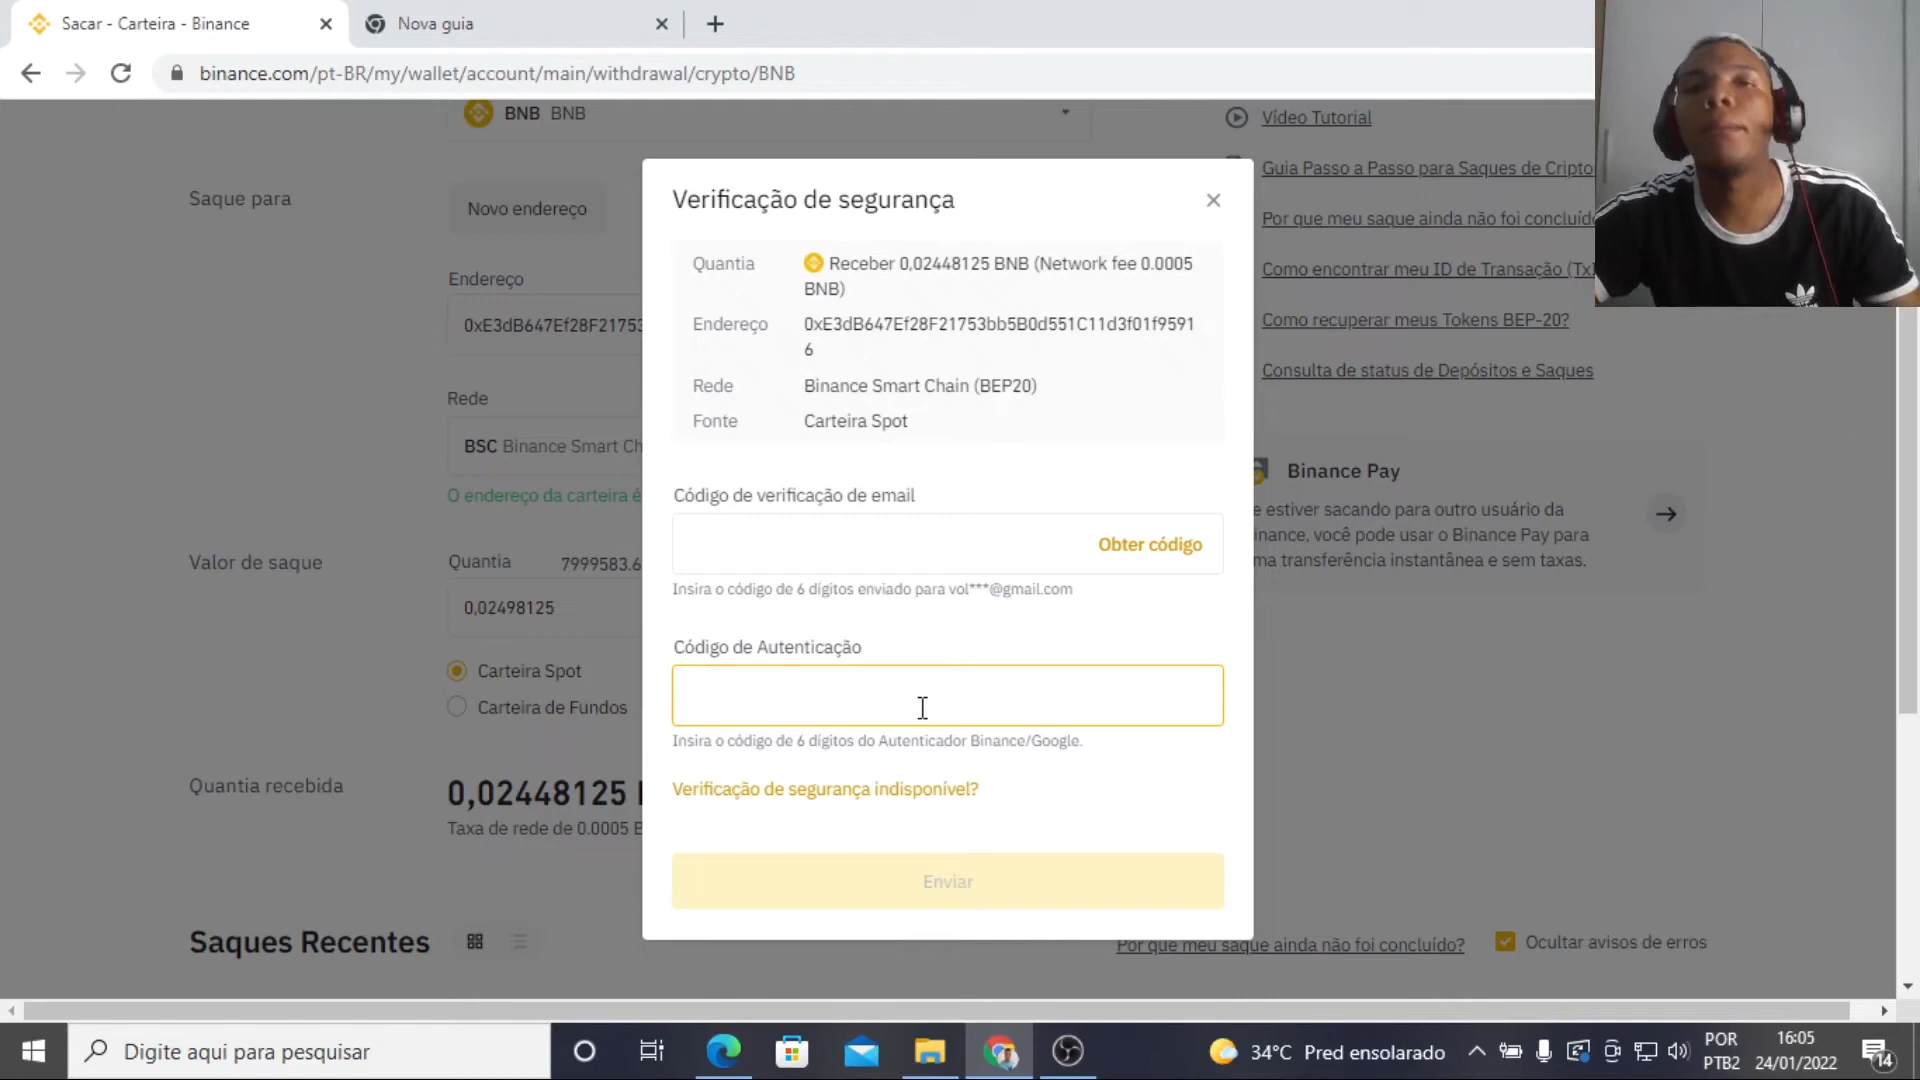 Sacar - Carteira - Binance
Nova guia
binance.com/pt-BR/my/wallet/account/main/withdrawal/crypto/BNB
BNB BNB
Vídeo Tutorial
Guia Passo a Passo para Saques de Cripto
Por que meu saque ainda não foi concluíd
Como encontrar meu ID de Transação (Tx
Como recuperar meus Tokens BEP-20?
Consulta de status de Depósitos e Saques
Saque para
Novo endereço
Endereço
0xE3dB647Ef28F21753
Rede
BSC Binance Smart Ch
O endereço da carteira é
Valor de saque
Quantia 7999583.6
0,02498125
Carteira Spot
Carteira de Fundos
Quantia recebida
0,02448125
Taxa de rede de 0.0005 B
Verificação de segurança
Quantia Receber 0,02448125 BNB (Network fee 0.0005
BNB)
Endereço 0xE3dB647Ef28F21753bb5B0d551C11d3f01f9591
6
Rede Binance Smart Chain (BEP20)
Fonte Carteira Spot
Código de verificação de email
Obter código
Insira o código de 6 dígitos enviado para vol***@gmail.com
Código de Autenticação
Insira o código de 6 dígitos do Autenticador Binance/Google.
Verificação de segurança indisponível?
Enviar
Binance Pay
e estiver sacando para outro usuário da
inance, você pode usar o Binance Pay para
ma transferência instantânea e sem taxas.
Saques Recentes
Por que meu saque ainda não foi concluído?
Ocultar avisos de erros
Digite aqui para pesquisar
34°C Pred ensolarado
POR
PTB2
16:05
24/01/2022
14